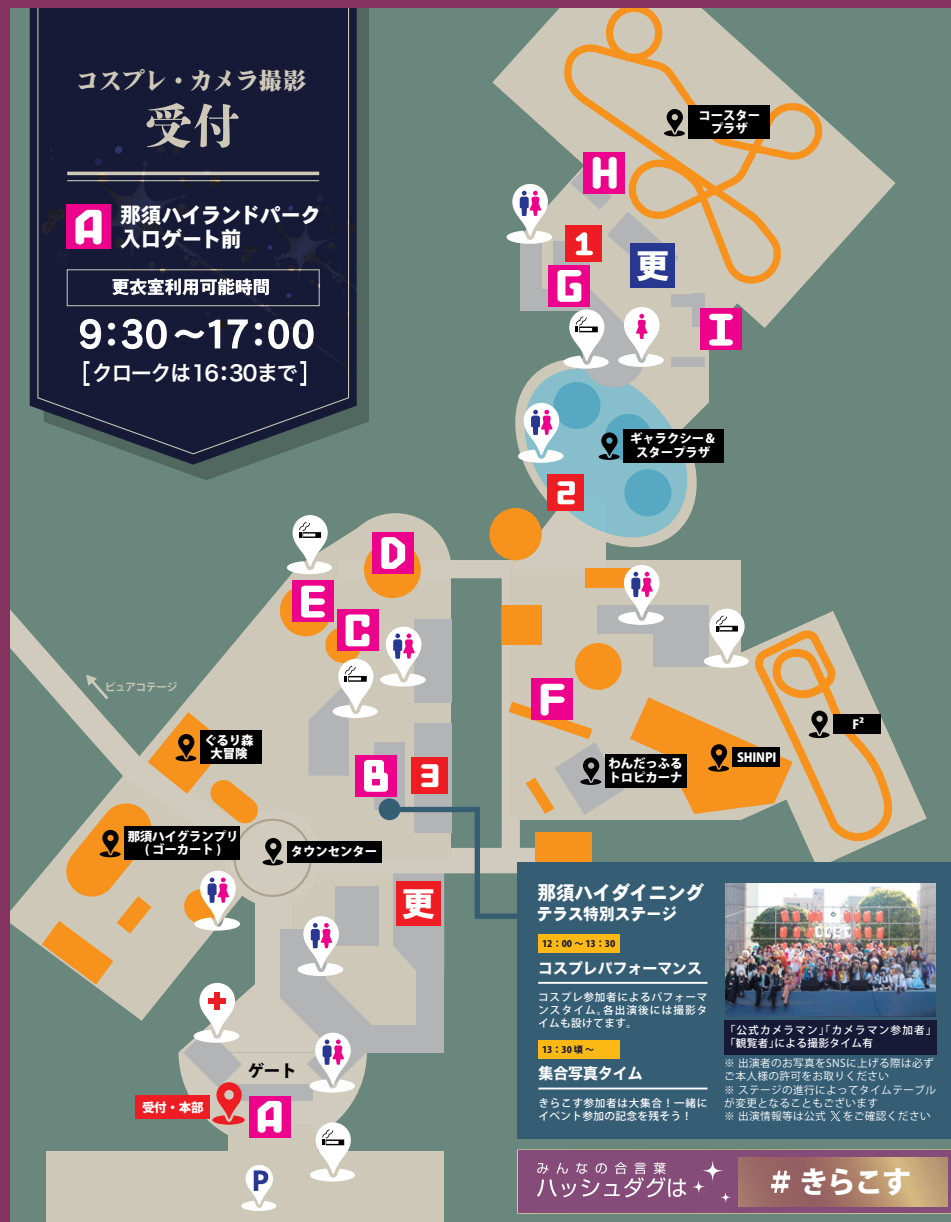 コスプレ・カメラ撮影
受付
A
那須ハイランドパーク
入口ゲート前
更衣室利用可能時間
9:30～17:00
[クロークは16:30まで]
コースター
プラザ
H
1
更
G
I
ギャラクシー＆
スタープラザ
2
D
E
C
ピュアコテージ
F
F²
ぐるり森
大冒険
わんだっふる
トロピカーナ
SHINPI
B
3
那須ハイグランプリ
(ゴーカート)
タウンセンター
更
ゲート
受付・本部
A
P
那須ハイダイニング
テラス特別ステージ
12：00～13：30
コスプレパフォーマンス
コスプレ参加者によるパフォーマ
ンスタイム。各出演後には撮影タ
イムも設けてます。
13：30頃～
集合写真タイム
きらこす参加者は大集合！一緒に
イベント参加の記念を残そう！
「公式カメラマン」「カメラマン参加者」
「観覧者」による撮影タイム有
※ 出演者のお写真をSNSに上げる際は必ず
ご本人様の許可をお取りください
※ ステージの進行によってタイムテーブル
が変更となることもございます
※ 出演情報等は公式 𝕏をご確認ください
みんなの合言葉
ハッシュダグは
# きらこす